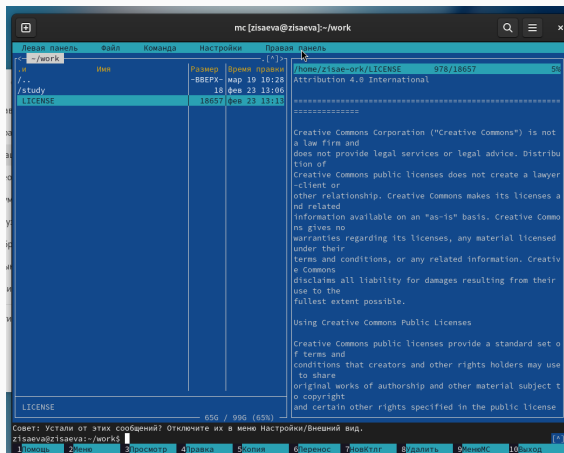 mc [zisaeva@zisaeva]:~/work
Левая панель Файл Команда Настройки Правая панель
<- ~/work .[^]>
.и Имя Размер Время правки
/.. -ВВЕРХ- мар 19 10:28
/study 18 фев 23 13:06
LICENSE 18657 фев 23 13:13
LICENSE
65G / 99G (65%)
/home/zisae~ork/LICENSE 978/18657 5%
Attribution 4.0 International
=======================================================
==============
Creative Commons Corporation ("Creative Commons") is not
a law firm and
does not provide legal services or legal advice. Distribu
tion of
Creative Commons public licenses does not create a lawyer
-client or
other relationship. Creative Commons makes its licenses a
nd related
information available on an "as-is" basis. Creative Commo
ns gives no
warranties regarding its licenses, any material licensed
under their
terms and conditions, or any related information. Creativ
e Commons
disclaims all liability for damages resulting from their
use to the
fullest extent possible.
Using Creative Commons Public Licenses
Creative Commons public licenses provide a standard set o
f terms and
conditions that creators and other rights holders may use
to share
original works of authorship and other material subject t
o copyright
and certain other rights specified in the public license
Совет: Устали от этих сообщений? Отключите их в меню Настройки/Внешний вид.
zisaeva@zisaeva:~/work$ [^]
1Помощь 2Меню 3Просмотр 4Правка 5Копия 6Перенос 7НовКтлг 8Удалить 9МенюMC 10Выход